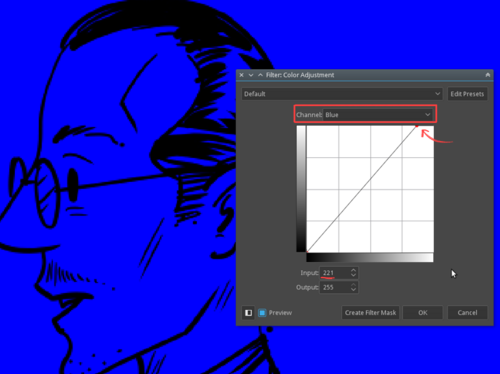 Filter: Color Adjustment
Default
Edit Presets
Channel: Blue
Input: 221
Output: 255
Preview
Create Filter Mask
OK
Cancel